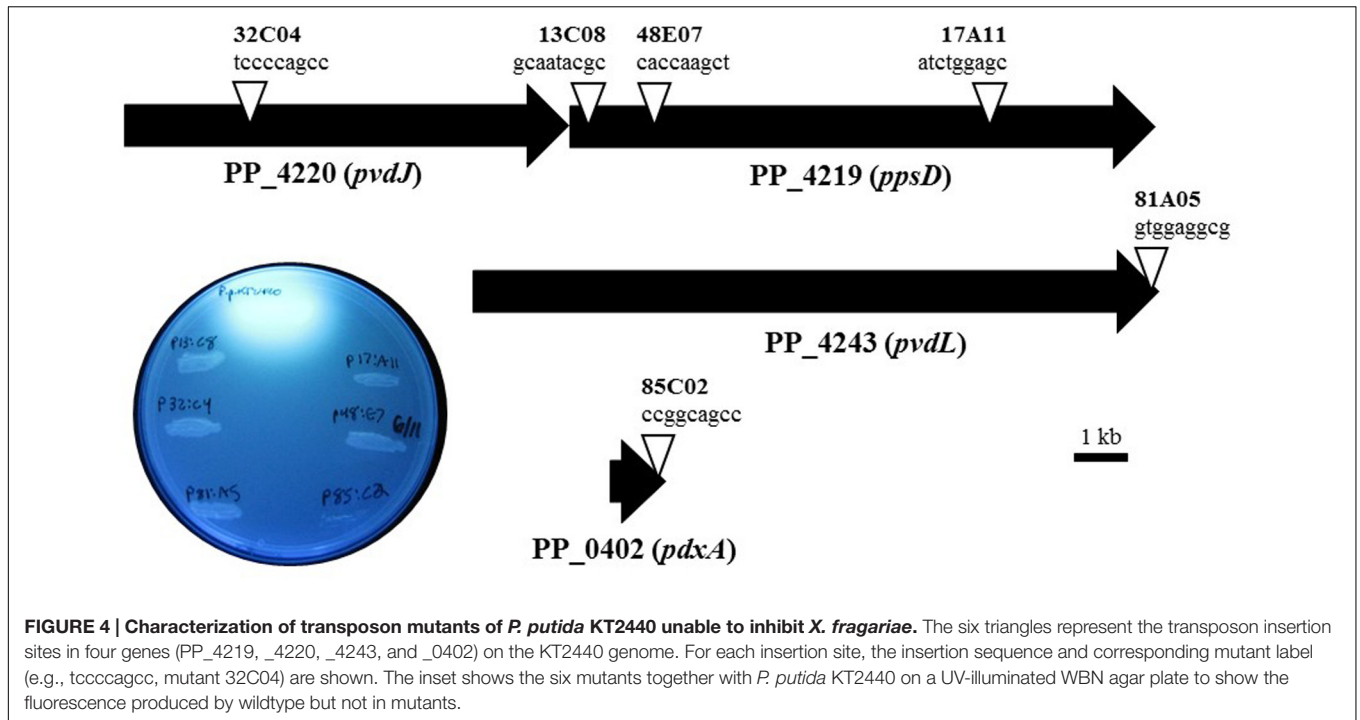 32C04
tccccagcc
13C08
gcaatacgc
48E07
caccaagct
17A11
atctggagc
PP_4220 (pvdJ)
PP_4219 (ppsD)
81A05
gtggaggcg
PP_4243 (pvdL)
P.p.KT2440
P13:C8
P17:A11
P32:C4
P48:E7
6/11
P81:A5
P85:C2
85C02
ccggcagcc
1 kb
PP_0402 (pdxA)
FIGURE 4 | Characterization of transposon mutants of P. putida KT2440 unable to inhibit X. fragariae. The six triangles represent the transposon insertion
sites in four genes (PP_4219, _4220, _4243, and _0402) on the KT2440 genome. For each insertion site, the insertion sequence and corresponding mutant label
(e.g., tccccagcc, mutant 32C04) are shown. The inset shows the six mutants together with P. putida KT2440 on a UV-illuminated WBN agar plate to show the
fluorescence produced by wildtype but not in mutants.